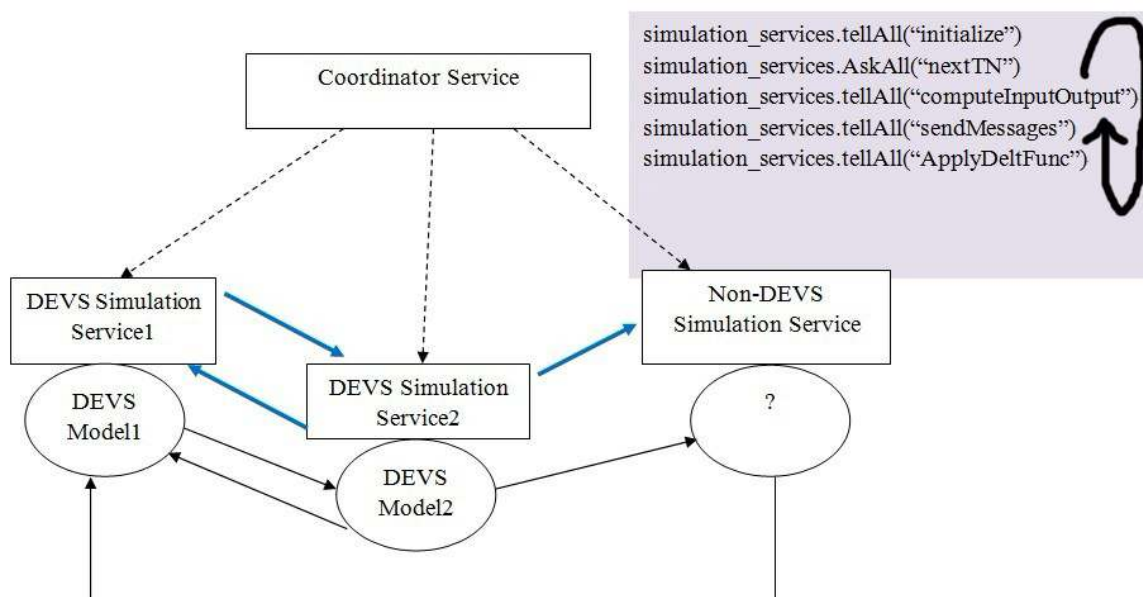 simulation_services.tellAll(“initialize”)
simulation_services.AskAll(“nextTN”)
simulation_services.tellAll(“computeInputOutput”)
simulation_services.tellAll(“sendMessages”)
simulation_services.tellAll(“ApplyDeltFunc”)
Coordinator Service
DEVS Simulation
Service1
Non-DEVS
Simulation Service
DEVS Simulation
Service2
DEVS
Model1
?
DEVS
Model2